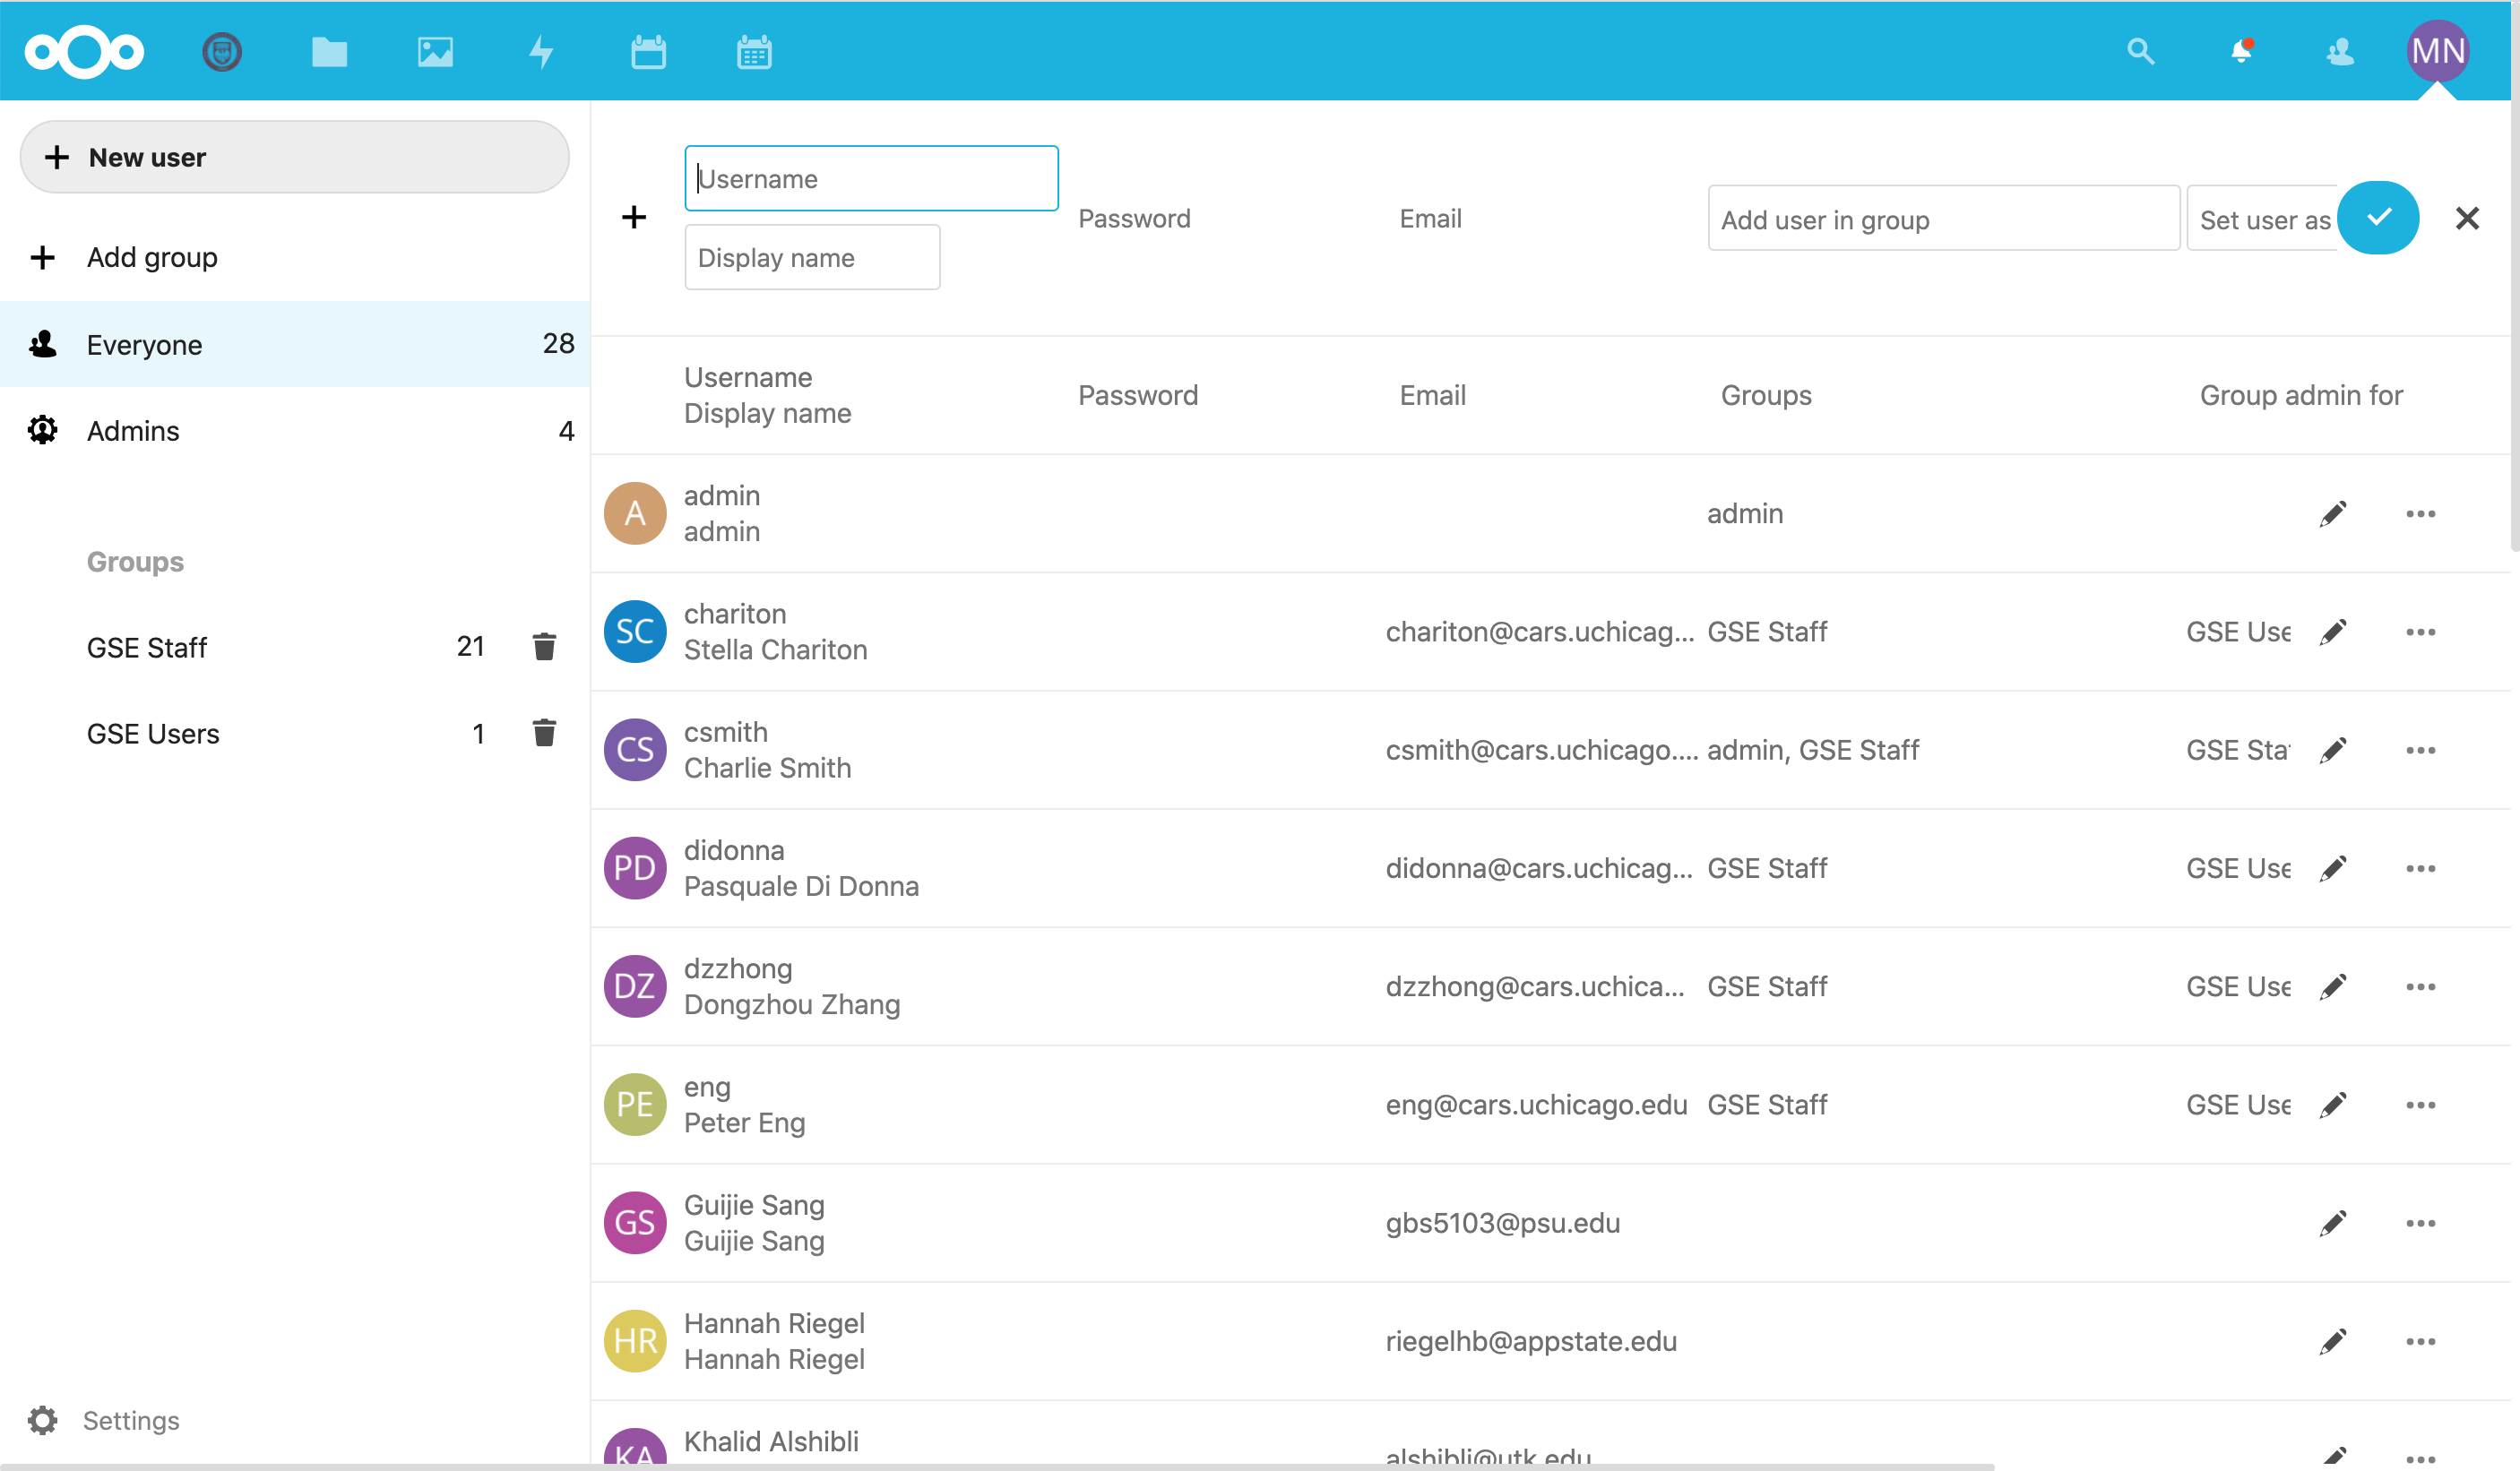 MN
New user
Add group
Everyone 28
Admins 4
Groups
GSE Staff 21
GSE Users 1
Settings
Username
Display name
Password
Email
Add user in group
Set user as
Username
Display name
Password
Email
Groups
Group admin for
A
admin
admin
admin
SC
chariton
Stella Chariton
chariton@cars.uchicag... GSE Staff GSE Use
CS
csmith
Charlie Smith
csmith@cars.uchicago.... admin, GSE Staff GSE Sta
PD
didonna
Pasquale Di Donna
didonna@cars.uchicag... GSE Staff GSE Use
DZ
dzzhong
Dongzhou Zhang
dzzhong@cars.uchica... GSE Staff GSE Use
PE
eng
Peter Eng
eng@cars.uchicago.edu GSE Staff GSE Use
GS
Guijie Sang
Guijie Sang
gbs5103@psu.edu
HR
Hannah Riegel
Hannah Riegel
riegelhb@appstate.edu
KA
Khalid Alshibli
alshibli@utk.edu